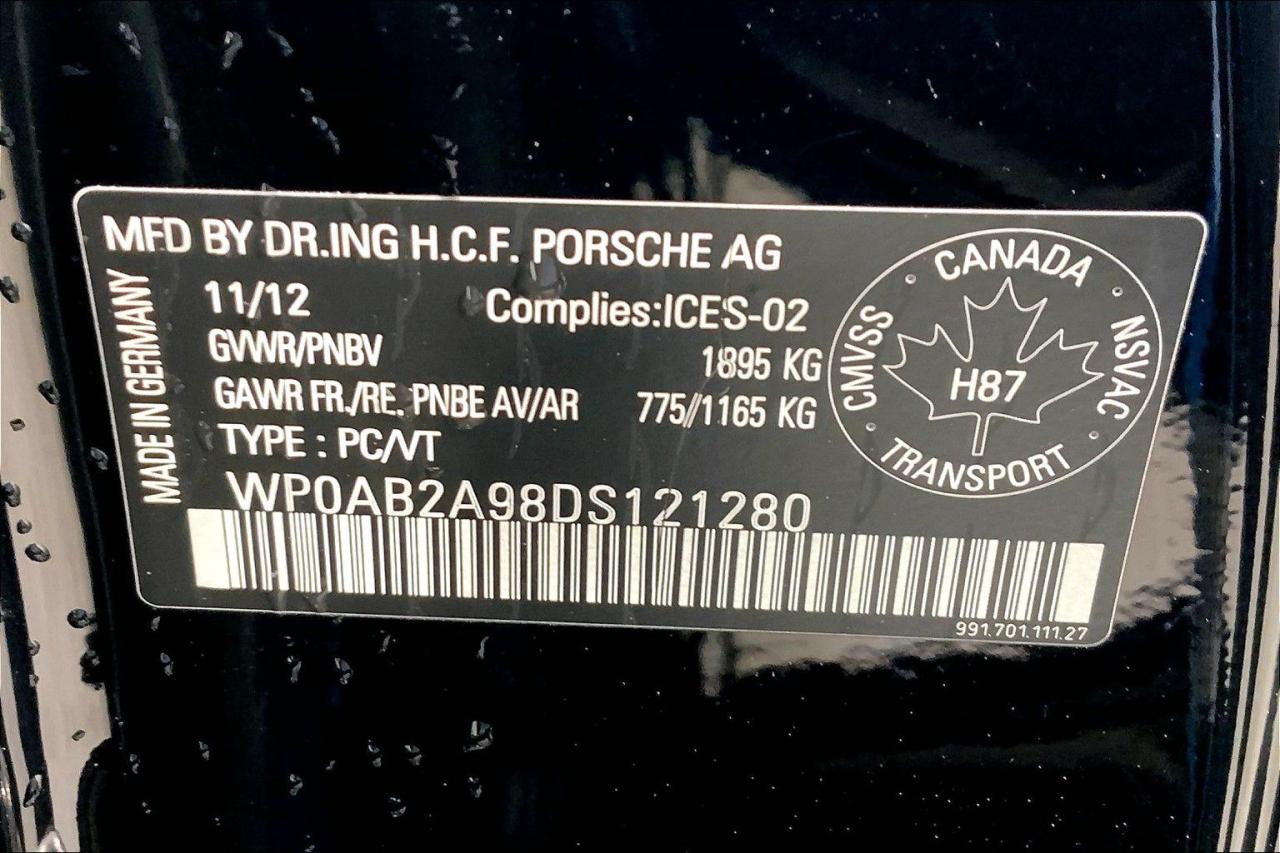 MFD BY DR.ING H.C.F. PORSCHE AG
MADE IN GERMANY
11/12 Complies:ICES-02
GVWR/PNBV 1895 KG
GAWR FR./RE. PNBE AV/AR 775//1165 KG
TYPE : PC/VT
WP0AB2A98DS121280
991.701.111.27
CANADA
CMVSS
NSVAC
H87
TRANSPORT